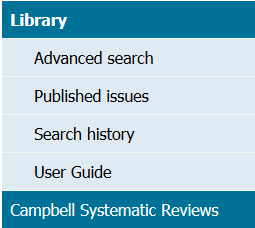 Library
Advanced search
Published issues
Search history
User Guide
Campbell Systematic Reviews